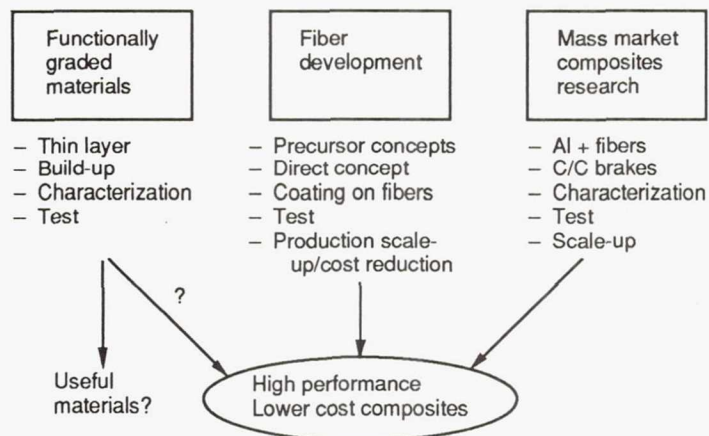 Functionally
graded
materials
– Thin layer
– Build-up
– Characterization
– Test
Fiber
development
– Precursor concepts
– Direct concept
– Coating on fibers
– Test
– Production scale-
up/cost reduction
Mass market
composites
research
– Al + fibers
– C/C brakes
– Characterization
– Test
– Scale-up
?
Useful
materials?
High performance
Lower cost composites